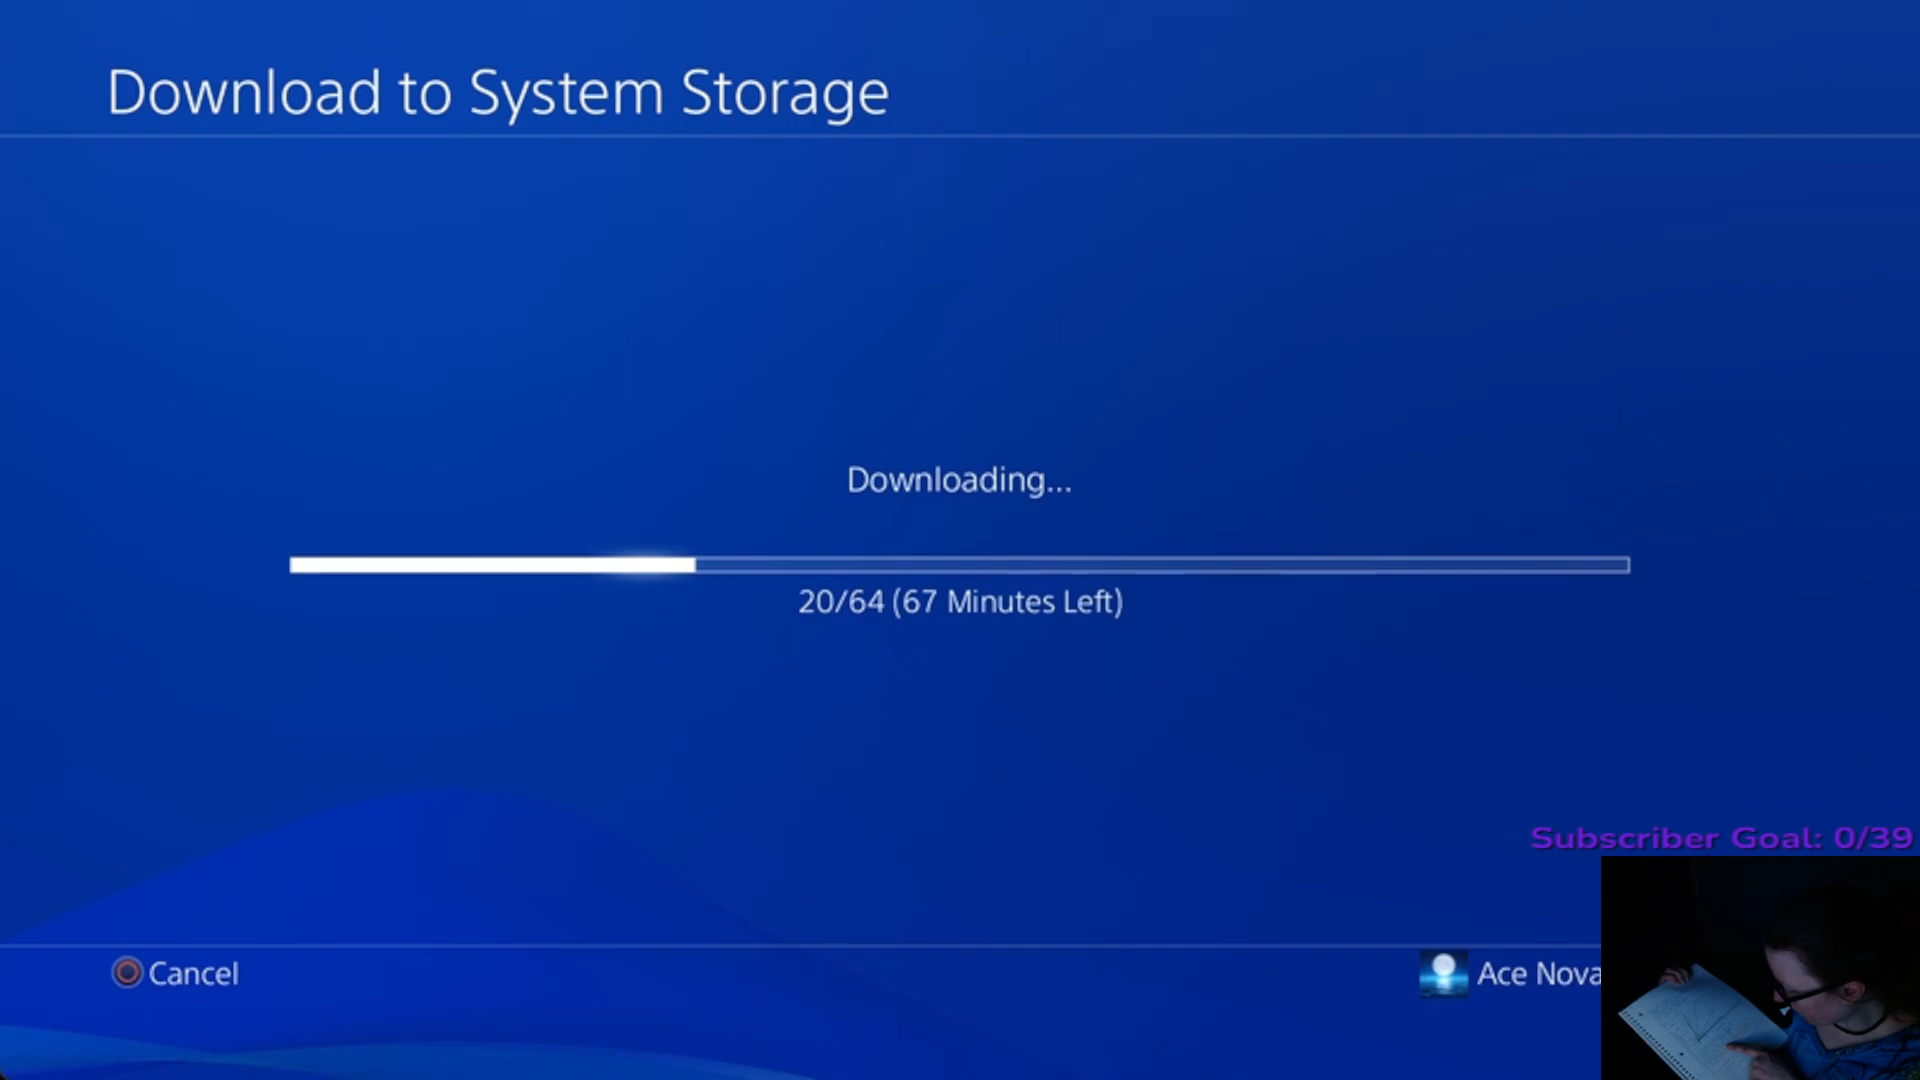 Download to System Storage
Downloading...
20/64 (67 Minutes Left)
Subscriber Goal: 0/39
Cancel
Ace Nova